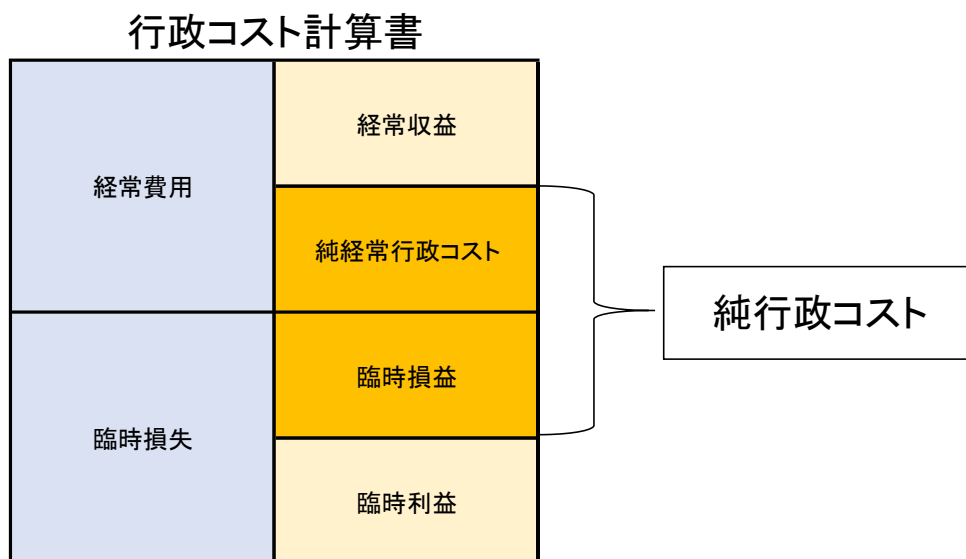 行政コスト計算書
経常費用
経常収益
純経常行政コスト
純行政コスト
臨時損失
臨時損益
臨時利益